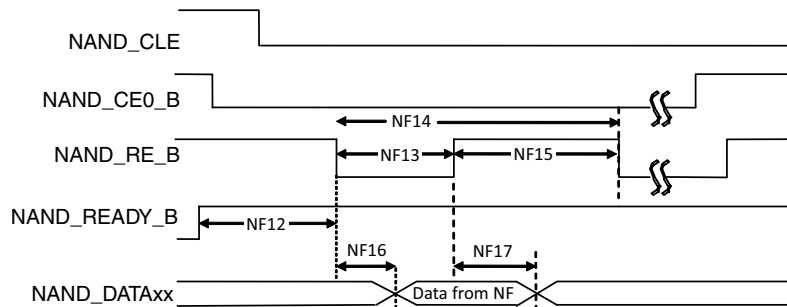 NAND_CLE
NAND_CE0_B
NF14
NAND_RE_B
NF13
NF15
NAND_READY_B
NF12
NF16
NF17
NAND_DATAxx
Data from NF